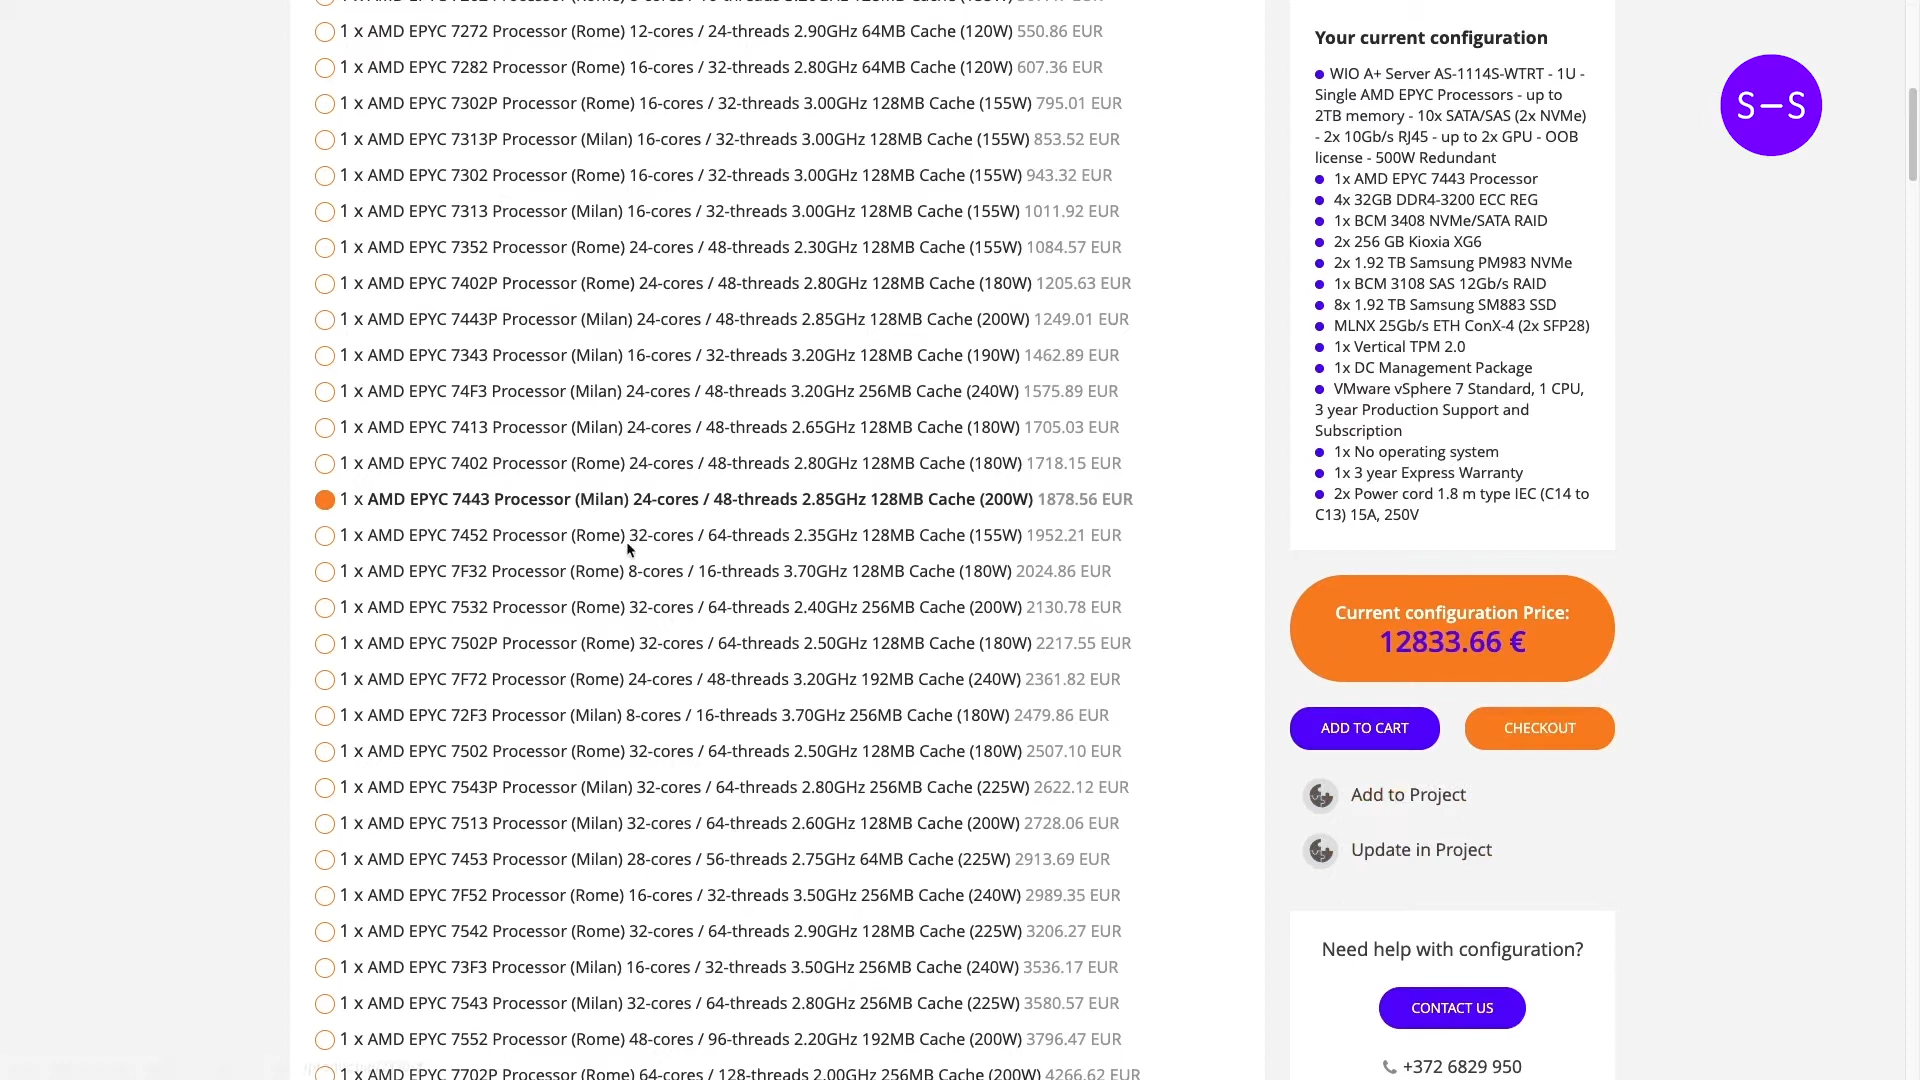 1 x AMD EPYC 7272 Processor (Rome) 12-cores / 24-threads 2.90GHz 64MB Cache (120W) 550.86 EUR
1 x AMD EPYC 7282 Processor (Rome) 16-cores / 32-threads 2.80GHz 64MB Cache (120W) 607.36 EUR
1 x AMD EPYC 7302P Processor (Rome) 16-cores / 32-threads 3.00GHz 128MB Cache (155W) 795.01 EUR
1 x AMD EPYC 7313P Processor (Milan) 16-cores / 32-threads 3.00GHz 128MB Cache (155W) 853.52 EUR
1 x AMD EPYC 7302 Processor (Rome) 16-cores / 32-threads 3.00GHz 128MB Cache (155W) 943.32 EUR
1 x AMD EPYC 7313 Processor (Milan) 16-cores / 32-threads 3.00GHz 128MB Cache (155W) 1011.92 EUR
1 x AMD EPYC 7352 Processor (Rome) 24-cores / 48-threads 2.30GHz 128MB Cache (155W) 1084.57 EUR
1 x AMD EPYC 7402P Processor (Rome) 24-cores / 48-threads 2.80GHz 128MB Cache (180W) 1205.63 EUR
1 x AMD EPYC 7443P Processor (Milan) 24-cores / 48-threads 2.85GHz 128MB Cache (200W) 1249.01 EUR
1 x AMD EPYC 7343 Processor (Milan) 16-cores / 32-threads 3.20GHz 128MB Cache (190W) 1462.89 EUR
1 x AMD EPYC 74F3 Processor (Milan) 24-cores / 48-threads 3.20GHz 256MB Cache (240W) 1575.89 EUR
1 x AMD EPYC 7413 Processor (Milan) 24-cores / 48-threads 2.65GHz 128MB Cache (180W) 1705.03 EUR
1 x AMD EPYC 7402 Processor (Rome) 24-cores / 48-threads 2.80GHz 128MB Cache (180W) 1718.15 EUR
1 x AMD EPYC 7443 Processor (Milan) 24-cores / 48-threads 2.85GHz 128MB Cache (200W) 1878.56 EUR
1 x AMD EPYC 7452 Processor (Rome) 32-cores / 64-threads 2.35GHz 128MB Cache (155W) 1952.21 EUR
1 x AMD EPYC 7F32 Processor (Rome) 8-cores / 16-threads 3.70GHz 128MB Cache (180W) 2024.86 EUR
1 x AMD EPYC 7532 Processor (Rome) 32-cores / 64-threads 2.40GHz 256MB Cache (200W) 2130.78 EUR
1 x AMD EPYC 7502P Processor (Rome) 32-cores / 64-threads 2.50GHz 128MB Cache (180W) 2217.55 EUR
1 x AMD EPYC 7F72 Processor (Rome) 24-cores / 48-threads 3.20GHz 192MB Cache (240W) 2361.82 EUR
1 x AMD EPYC 72F3 Processor (Milan) 8-cores / 16-threads 3.70GHz 256MB Cache (180W) 2479.86 EUR
1 x AMD EPYC 7502 Processor (Rome) 32-cores / 64-threads 2.50GHz 128MB Cache (180W) 2507.10 EUR
1 x AMD EPYC 7543P Processor (Milan) 32-cores / 64-threads 2.80GHz 256MB Cache (225W) 2622.12 EUR
1 x AMD EPYC 7513 Processor (Milan) 32-cores / 64-threads 2.60GHz 128MB Cache (200W) 2728.06 EUR
1 x AMD EPYC 7453 Processor (Milan) 28-cores / 56-threads 2.75GHz 64MB Cache (225W) 2913.69 EUR
1 x AMD EPYC 7F52 Processor (Rome) 16-cores / 32-threads 3.50GHz 256MB Cache (240W) 2989.35 EUR
1 x AMD EPYC 7542 Processor (Rome) 32-cores / 64-threads 2.90GHz 128MB Cache (225W) 3206.27 EUR
1 x AMD EPYC 73F3 Processor (Milan) 16-cores / 32-threads 3.50GHz 256MB Cache (240W) 3536.17 EUR
1 x AMD EPYC 7543 Processor (Milan) 32-cores / 64-threads 2.80GHz 256MB Cache (225W) 3580.57 EUR
1 x AMD EPYC 7552 Processor (Rome) 48-cores / 96-threads 2.20GHz 192MB Cache (200W) 3796.47 EUR
1 x AMD EPYC 7702P Processor (Rome) 64-cores / 128-threads 2.00GHz 256MB Cache (200W) 4266.62 EUR
Your current configuration
WIO A+ Server AS-1114S-WTRT - 1U -
Single AMD EPYC Processors - up to
2TB memory - 10x SATA/SAS (2x NVMe)
- 2x 10Gb/s RJ45 - up to 2x GPU - OOB
license - 500W Redundant
1x AMD EPYC 7443 Processor
4x 32GB DDR4-3200 ECC REG
1x BCM 3408 NVMe/SATA RAID
2x 256 GB Kioxia XG6
2x 1.92 TB Samsung PM983 NVMe
1x BCM 3108 SAS 12Gb/s RAID
8x 1.92 TB Samsung SM883 SSD
MLNX 25Gb/s ETH ConX-4 (2x SFP28)
1x Vertical TPM 2.0
1x DC Management Package
VMware vSphere 7 Standard, 1 CPU,
3 year Production Support and
Subscription
1x No operating system
1x 3 year Express Warranty
2x Power cord 1.8 m type IEC (C14 to
C13) 15A, 250V
Current configuration Price:
12833.66 €
ADD TO CART
CHECKOUT
Add to Project
Update in Project
Need help with configuration?
CONTACT US
+372 6829 950
S–S